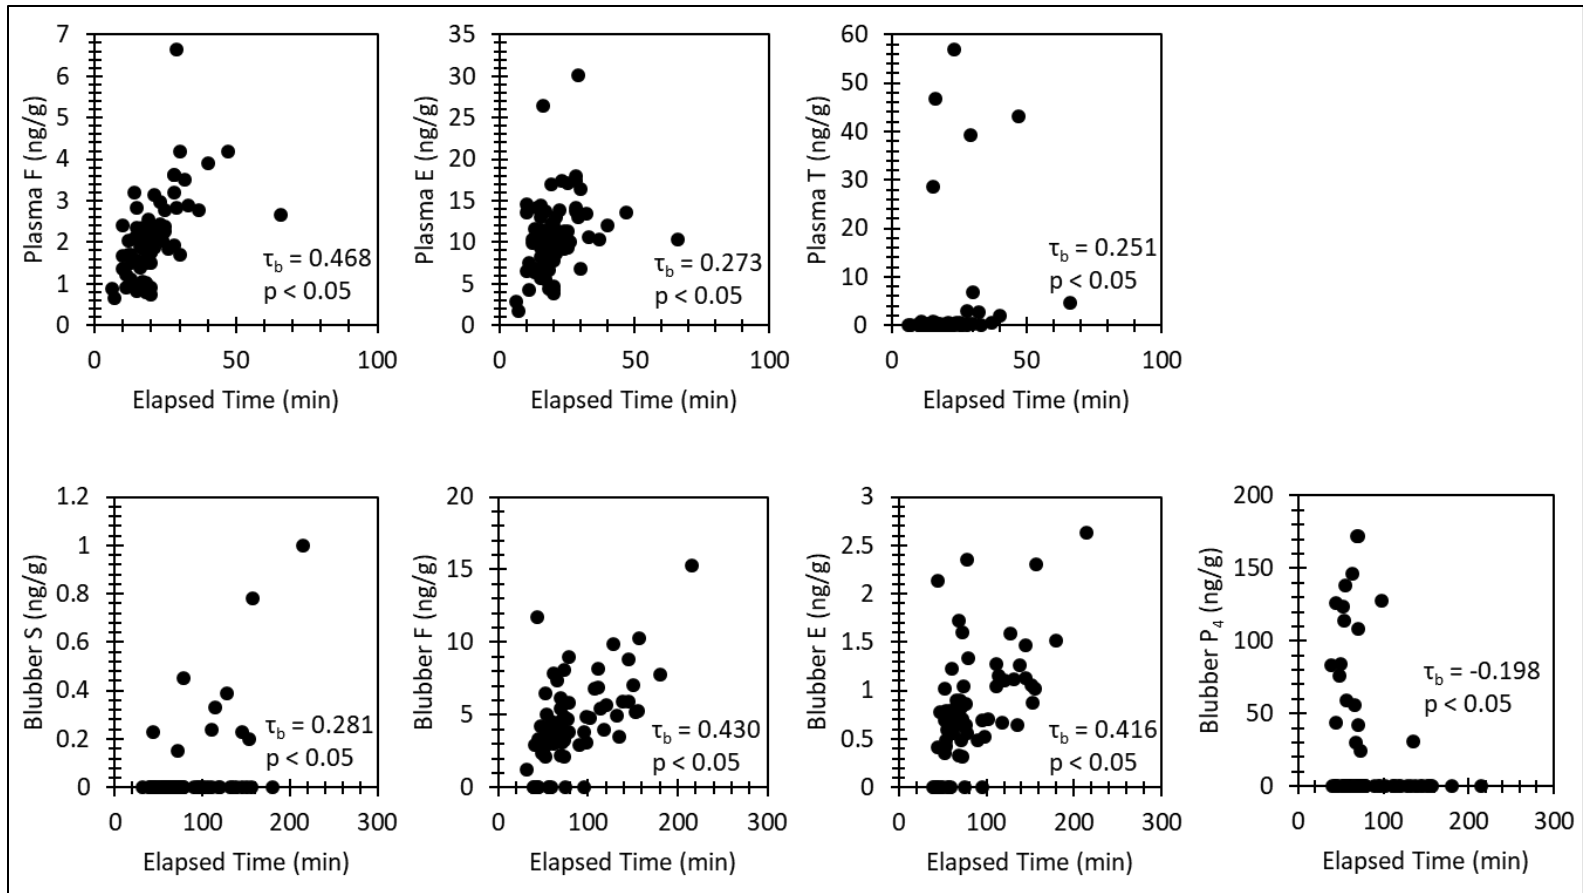 Plasma F (ng/g)
7
6
5
4
3
2
1
0
τb = 0.468
p < 0.05
0 50 100
Elapsed Time (min)
Plasma E (ng/g)
35
30
25
20
15
10
5
0
τb = 0.273
p < 0.05
0 50 100
Elapsed Time (min)
Plasma T (ng/g)
60
50
40
30
20
10
0
τb = 0.251
p < 0.05
0 50 100
Elapsed Time (min)
Blubber S (ng/g)
1.2
1
0.8
0.6
0.4
0.2
0
τb = 0.281
p < 0.05
0 100 200 300
Elapsed Time (min)
Blubber F (ng/g)
20
15
10
5
0
τb = 0.430
p < 0.05
0 100 200 300
Elapsed Time (min)
Blubber E (ng/g)
3
2.5
2
1.5
1
0.5
0
τb = 0.416
p < 0.05
0 100 200 300
Elapsed Time (min)
Blubber P4 (ng/g)
200
150
100
50
0
τb = -0.198
p < 0.05
0 100 200 300
Elapsed Time (min)